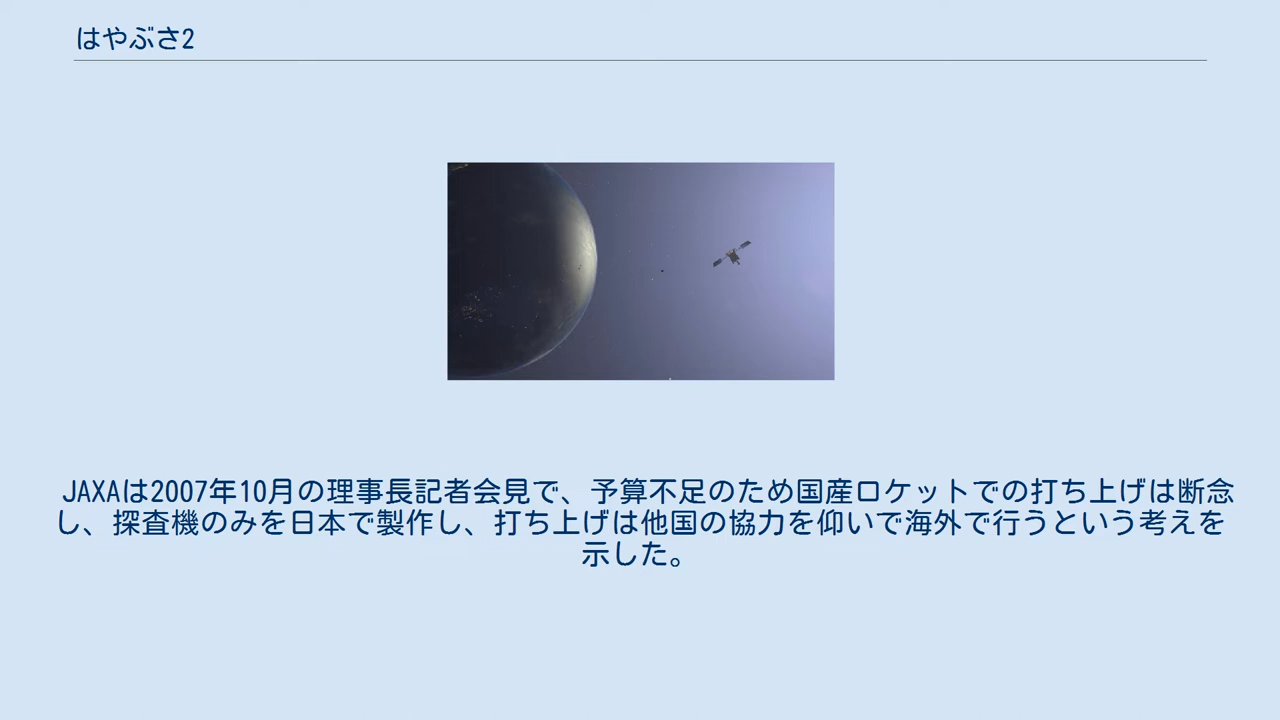 はやぶさ2
JAXAは2007年10月の理事長記者会見で、予算不足のため国産ロケットでの打ち上げは断念
し、探査機のみを日本で製作し、打ち上げは他国の協力を仰いで海外で行うという考えを
示した。